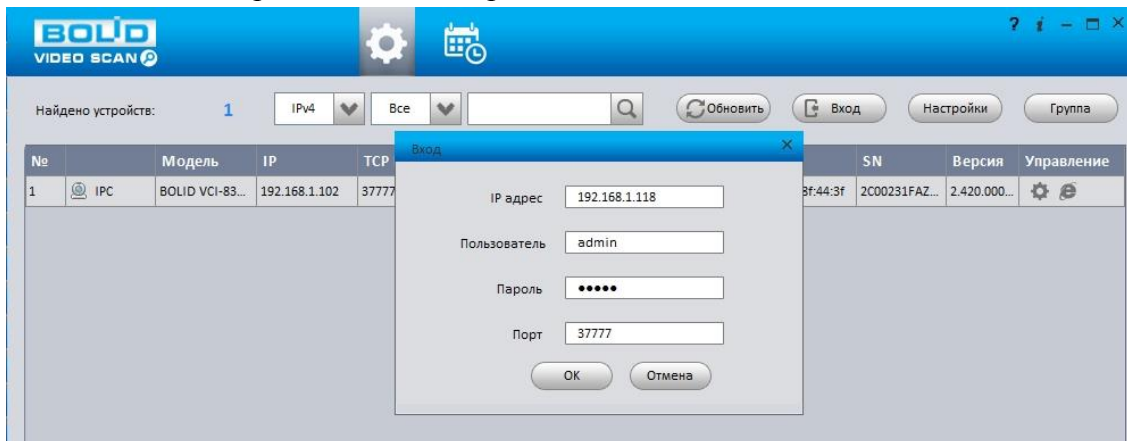 BOLID
VIDEO SCAN
? i
Найдено устройств: 1 IPv4 Все Обновить Вход Настройки Группа
№ Модель IP TCP SN Версия Управление
1 IPC BOLID VCI-83... 192.168.1.102 37777 3f:44:3f 2C00231FAZ... 2.420.000...
Вход
IP адрес 192.168.1.118
Пользователь admin
Пароль •••••
Порт 37777
OK Отмена